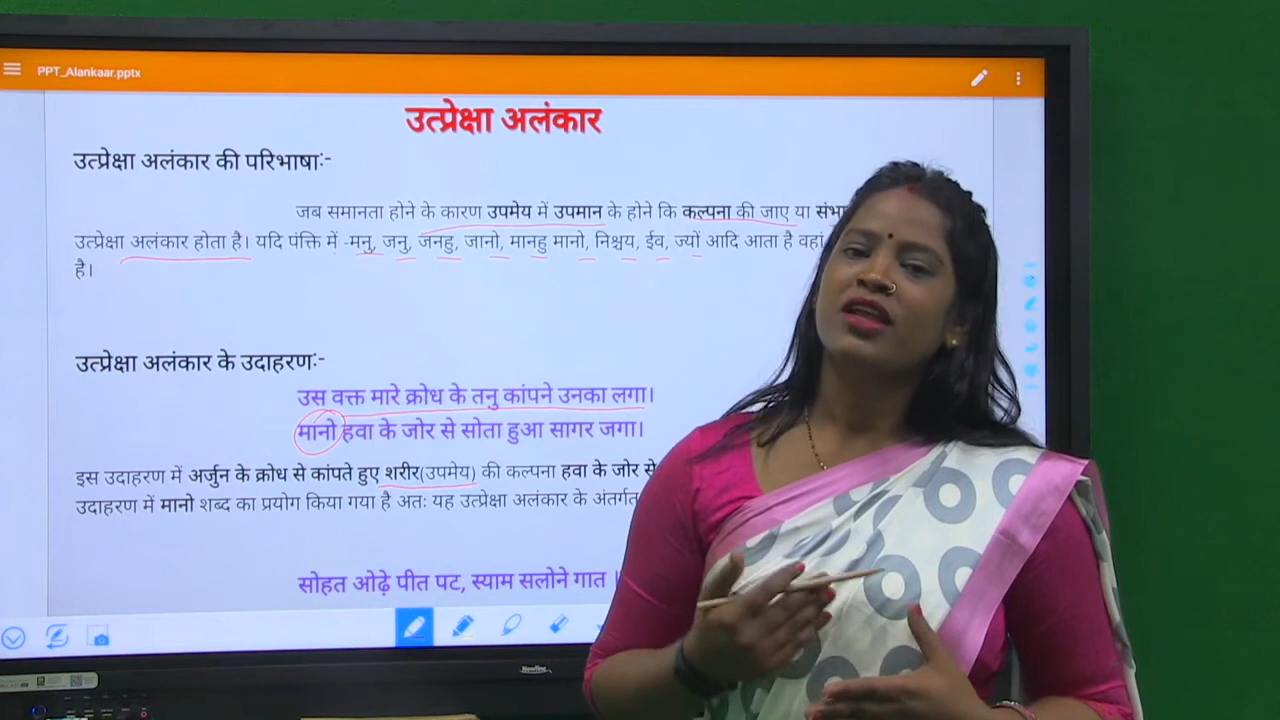 PPT_Alankaar.pptx
उत्प्रेक्षा अलंकार
उत्प्रेक्षा अलंकार की परिभाषाः-
जब समानता होने के कारण उपमेय में उपमान के होने कि कल्पना की जाए या
उत्प्रेक्षा अलंकार होता है। यदि पंक्ति में -मनु, जनु, जनहु, जानो, मानहु मानो, निश्चय, ईव, ज्यों आदि आता है वहां
है।
उत्प्रेक्षा अलंकार के उदाहरणः-
उस वक्त मारे क्रोध के तनु कांपने उनका लगा।
मानो हवा के जोर से सोता हुआ सागर जगा।
इस उदाहरण में अर्जुन के क्रोध से कांपते हुए शरीर(उपमेय) की कल्पना हवा के जोर से
उदाहरण में मानो शब्द का प्रयोग किया गया है अतः यह उत्प्रेक्षा अलंकार के अंतर्गत
सोहत ओढ़े पीत पट, स्याम सलोने गात |
Newline